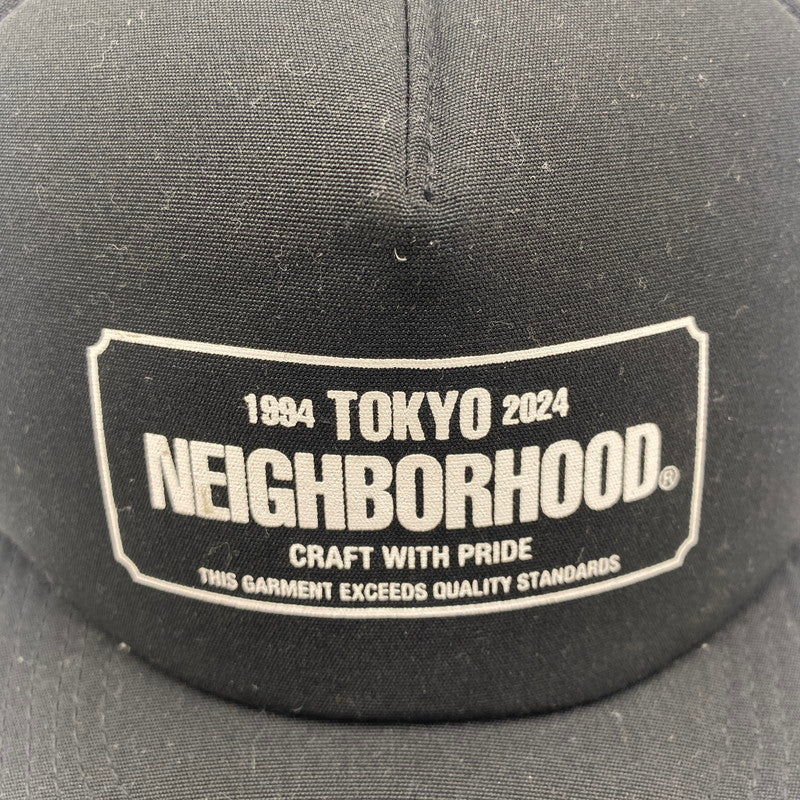 1994 TOKYO 2024
NEIGHBORHOOD®
CRAFT WITH PRIDE
THIS GARMENT EXCEEDS QUALITY STANDARDS